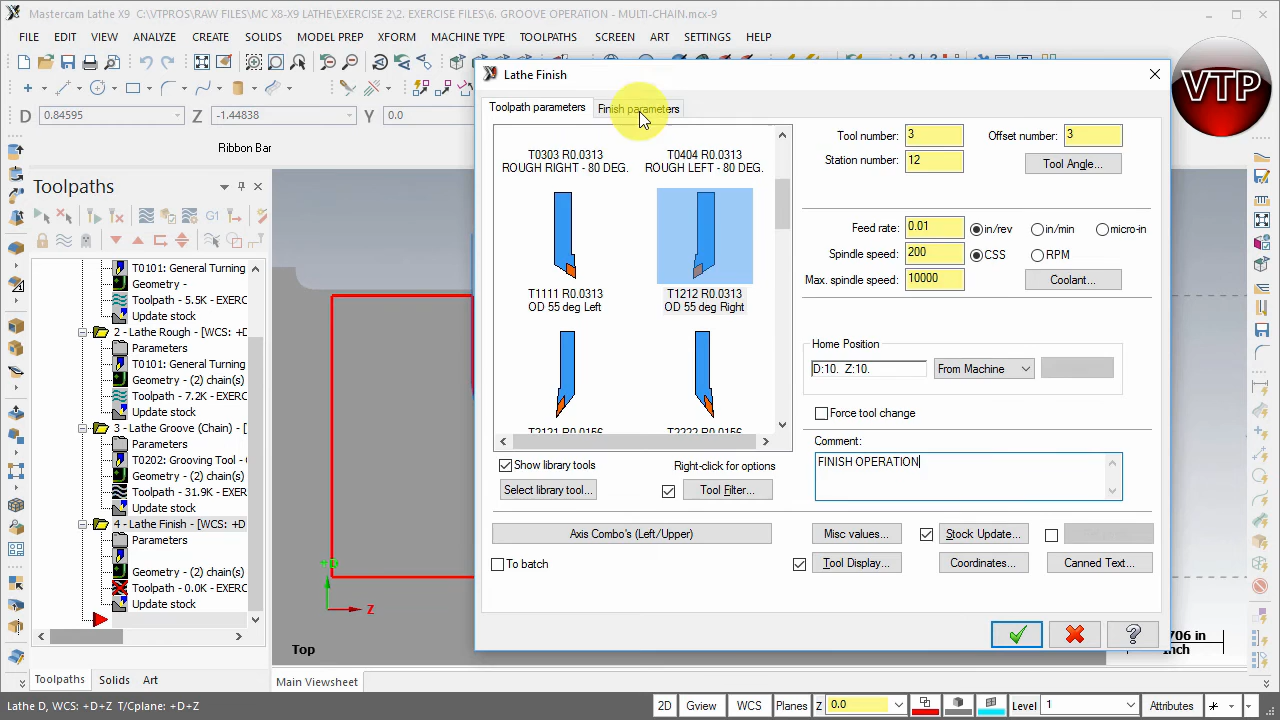 Mastercam Lathe X9 C:\VTPROS\RAW FILES\MC X8-X9 LATHE\EXERCISE 2\2. EXERCISE FILES\6. GROOVE OPERATION - MULTI-CHAIN.mcx-9
FILE EDIT VIEW ANALYZE CREATE SOLIDS MODEL PREP XFORM MACHINE TYPE TOOLPATHS SCREEN ART SETTINGS HELP
D 0.84595 Z -1.44838 Y 0.0
Ribbon Bar
VTP
Toolpaths
G1
T0101: General Turning
Geometry -
Toolpath - 5.5K - EXERC
Update stock
2 - Lathe Rough - [WCS: +D
Parameters
T0101: General Turning
Geometry - (2) chain(s)
Toolpath - 7.2K - EXERC
Update stock
3 - Lathe Groove (Chain) - [W
Parameters
T0202: Grooving Tool -
Geometry - (2) chain(s)
Toolpath - 31.9K - EXER
Update stock
4 - Lathe Finish - [WCS: +D
Parameters
Geometry - (2) chain(s)
Toolpath - 0.0K - EXERC
Update stock
Toolpaths Solids Art
Lathe Finish
Toolpath parameters Finish parameters
T0303 R0.0313 T0404 R0.0313
ROUGH RIGHT - 80 DEG. ROUGH LEFT - 80 DEG.
T1111 R0.0313 T1212 R0.0313
OD 55 deg Left OD 55 deg Right
T2121 R0.0156 T2222 R0.0156
Show library tools Right-click for options
Select library tool... Tool Filter...
Tool number: 3 Offset number: 3
Station number: 12 Tool Angle...
Feed rate: 0.01 in/rev in/min micro-in
Spindle speed: 200 CSS RPM
Max. spindle speed: 10000 Coolant...
Home Position
D:10. Z:10. From Machine
Force tool change
Comment:
FINISH OPERATION
Axis Combo's (Left/Upper) Misc values... Stock Update...
To batch Tool Display... Coordinates... Canned Text...
+D
Z
Top
706 in
Inch
Main Viewsheet
Lathe D, WCS: +D+Z T/Cplane: +D+Z
2D Gview WCS Planes Z 0.0 Level 1 Attributes